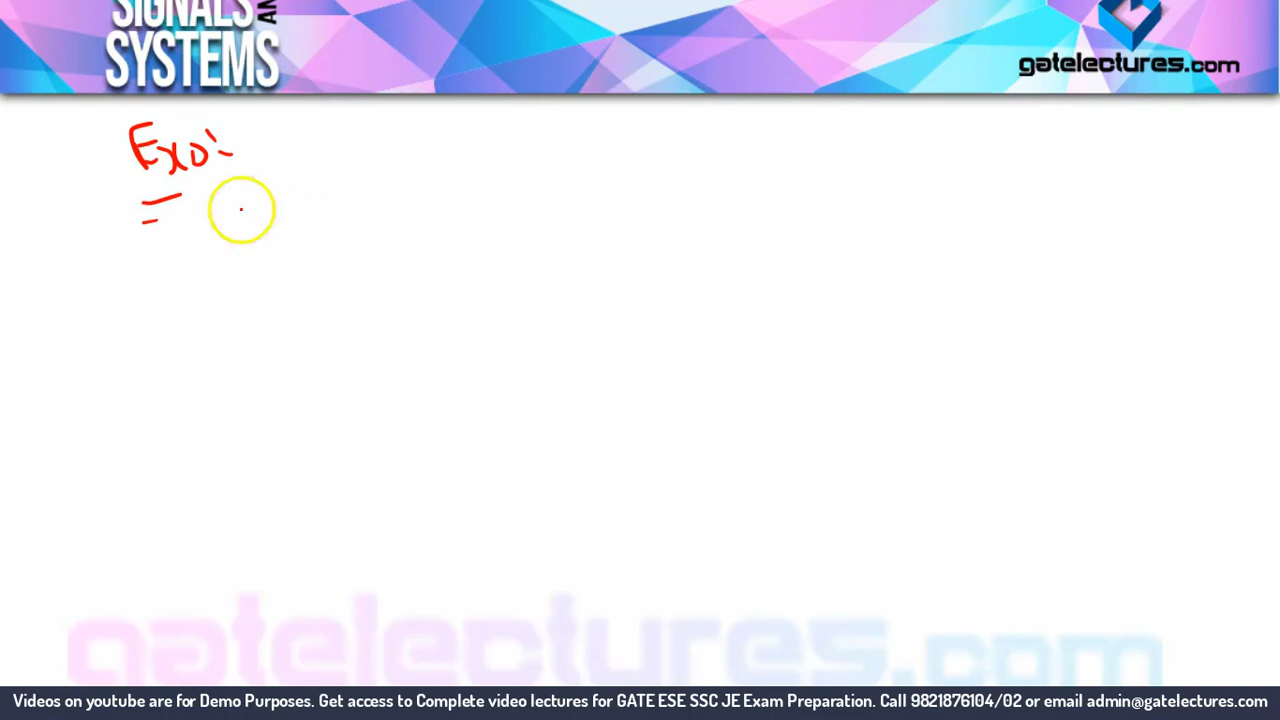 SIGNALS AND
SYSTEMS
gatelectures.com
Exo:-
gatelectures.com
Videos on youtube are for Demo Purposes. Get access to Complete video lectures for GATE ESE SSC JE Exam Preparation. Call 9821876104/02 or email admin@gatelectures.com